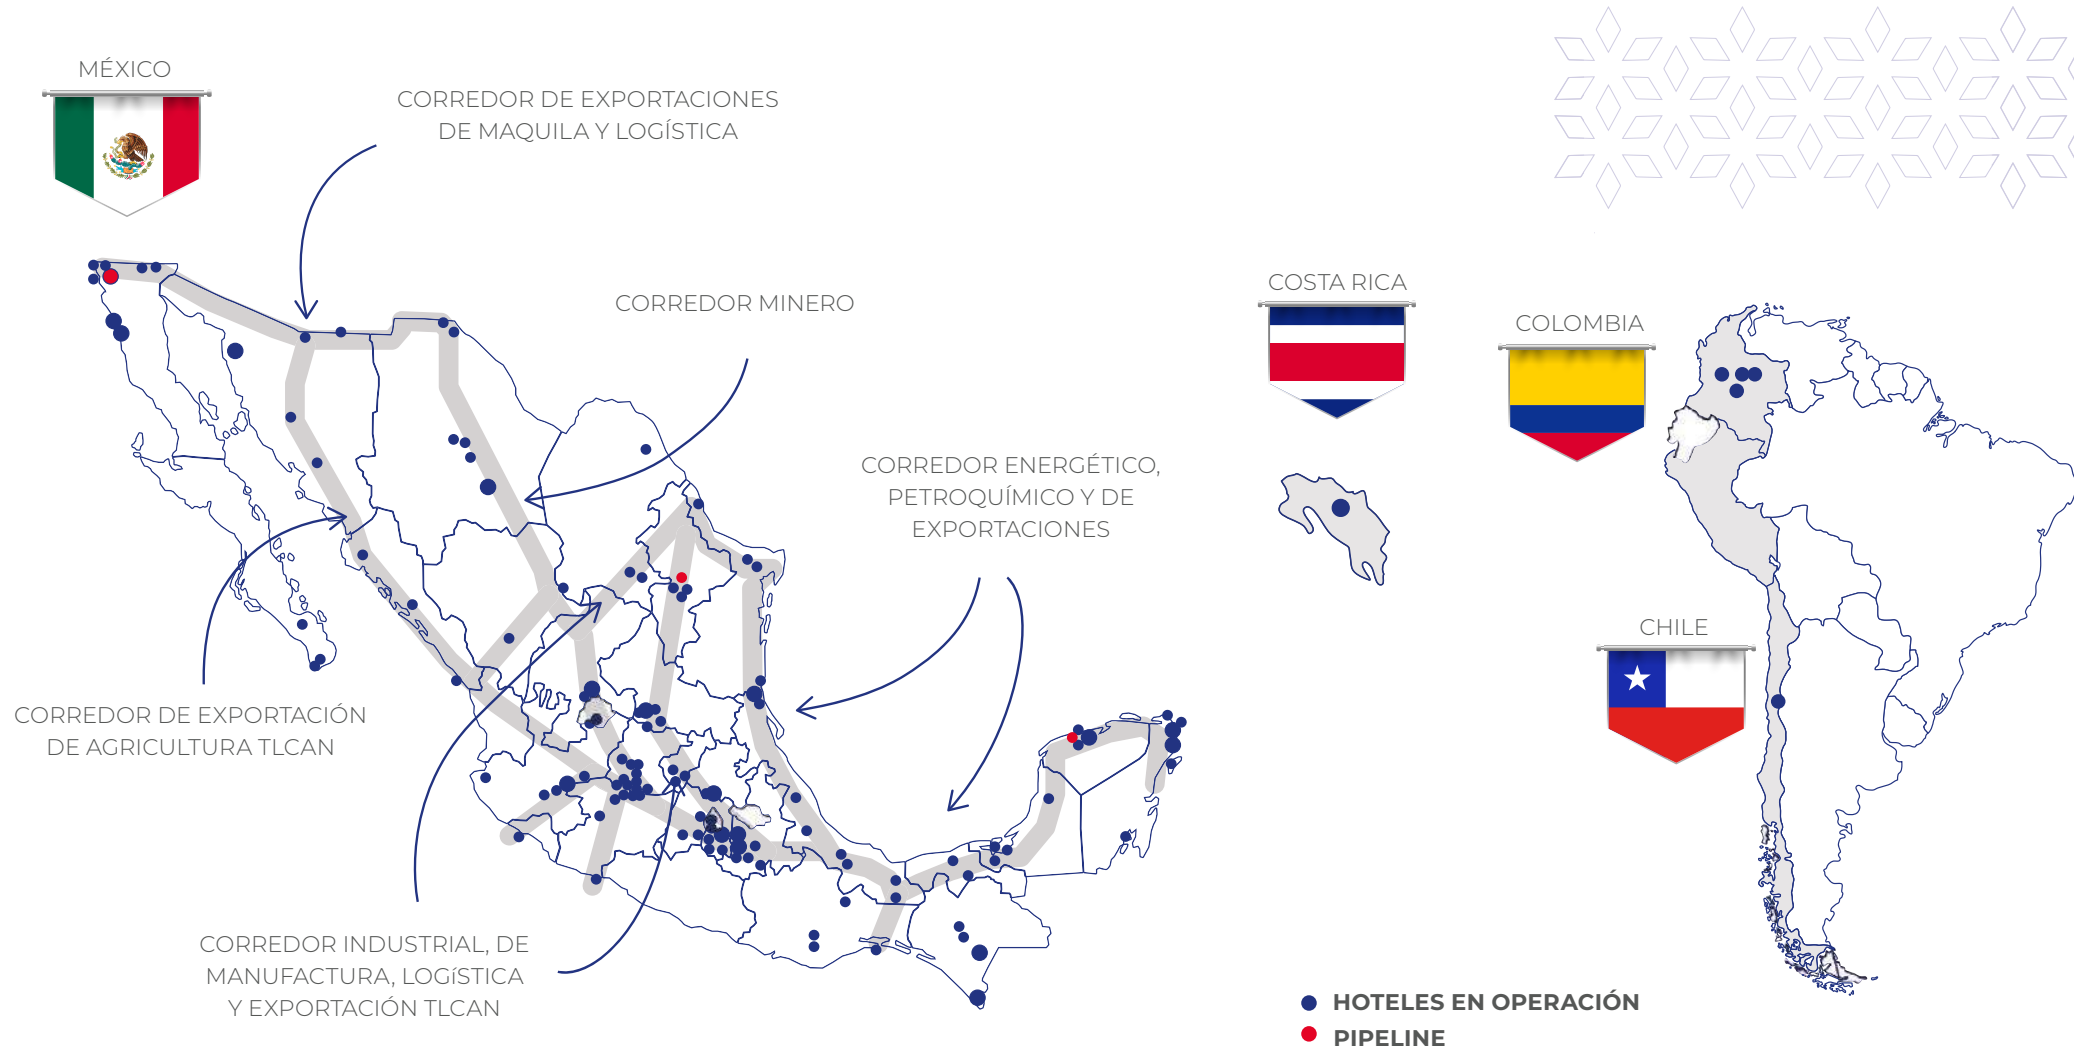 MÉXICO
CORREDOR DE EXPORTACIONES
DE MAQUILA Y LOGÍSTICA
CORREDOR MINERO
COSTA RICA
COLOMBIA
CORREDOR ENERGÉTICO,
PETROQUÍMICO Y DE
EXPORTACIONES
CHILE
CORREDOR DE EXPORTACIÓN
DE AGRICULTURA TLCAN
CORREDOR INDUSTRIAL, DE
MANUFACTURA, LOGíSTICA
Y EXPORTACIÓN TLCAN
HOTELES EN OPERACIÓN
PIPELINE